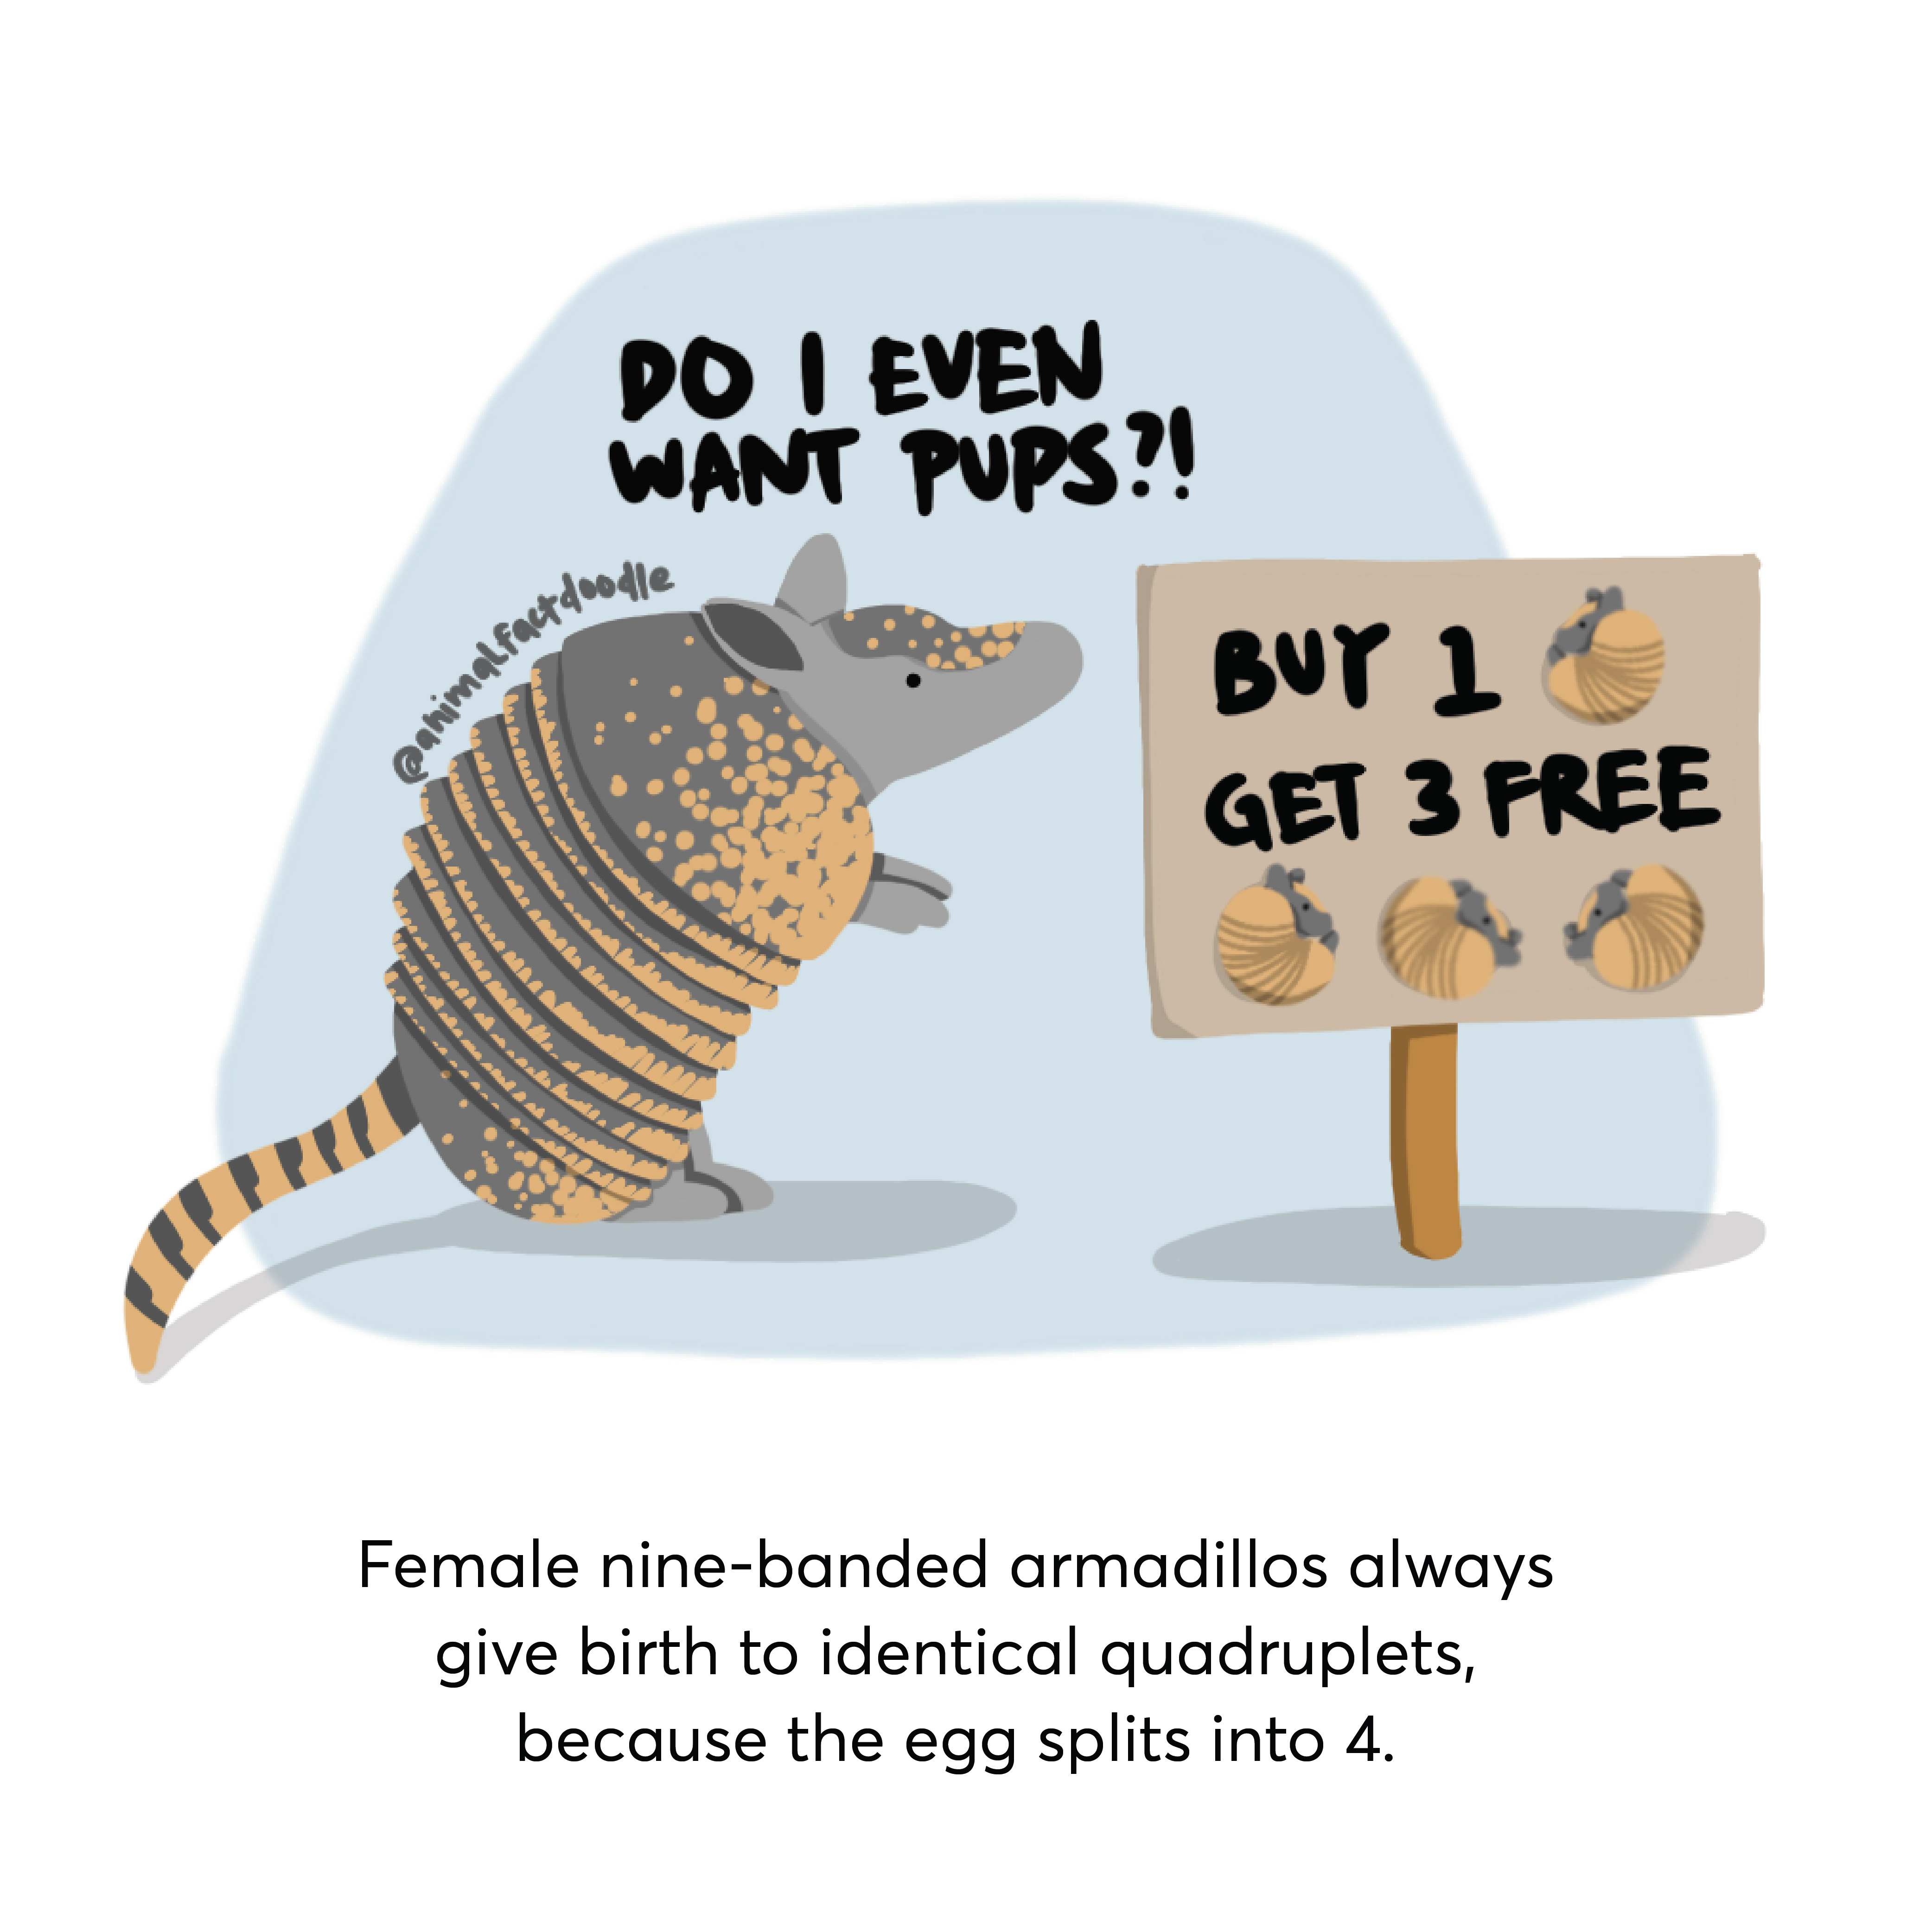 DO I EVEN
WANT PUPS?!
@animalfactdoodle
BUY 1
GET 3 FREE
Female nine-banded armadillos always
give birth to identical quadruplets,
because the egg splits into 4.